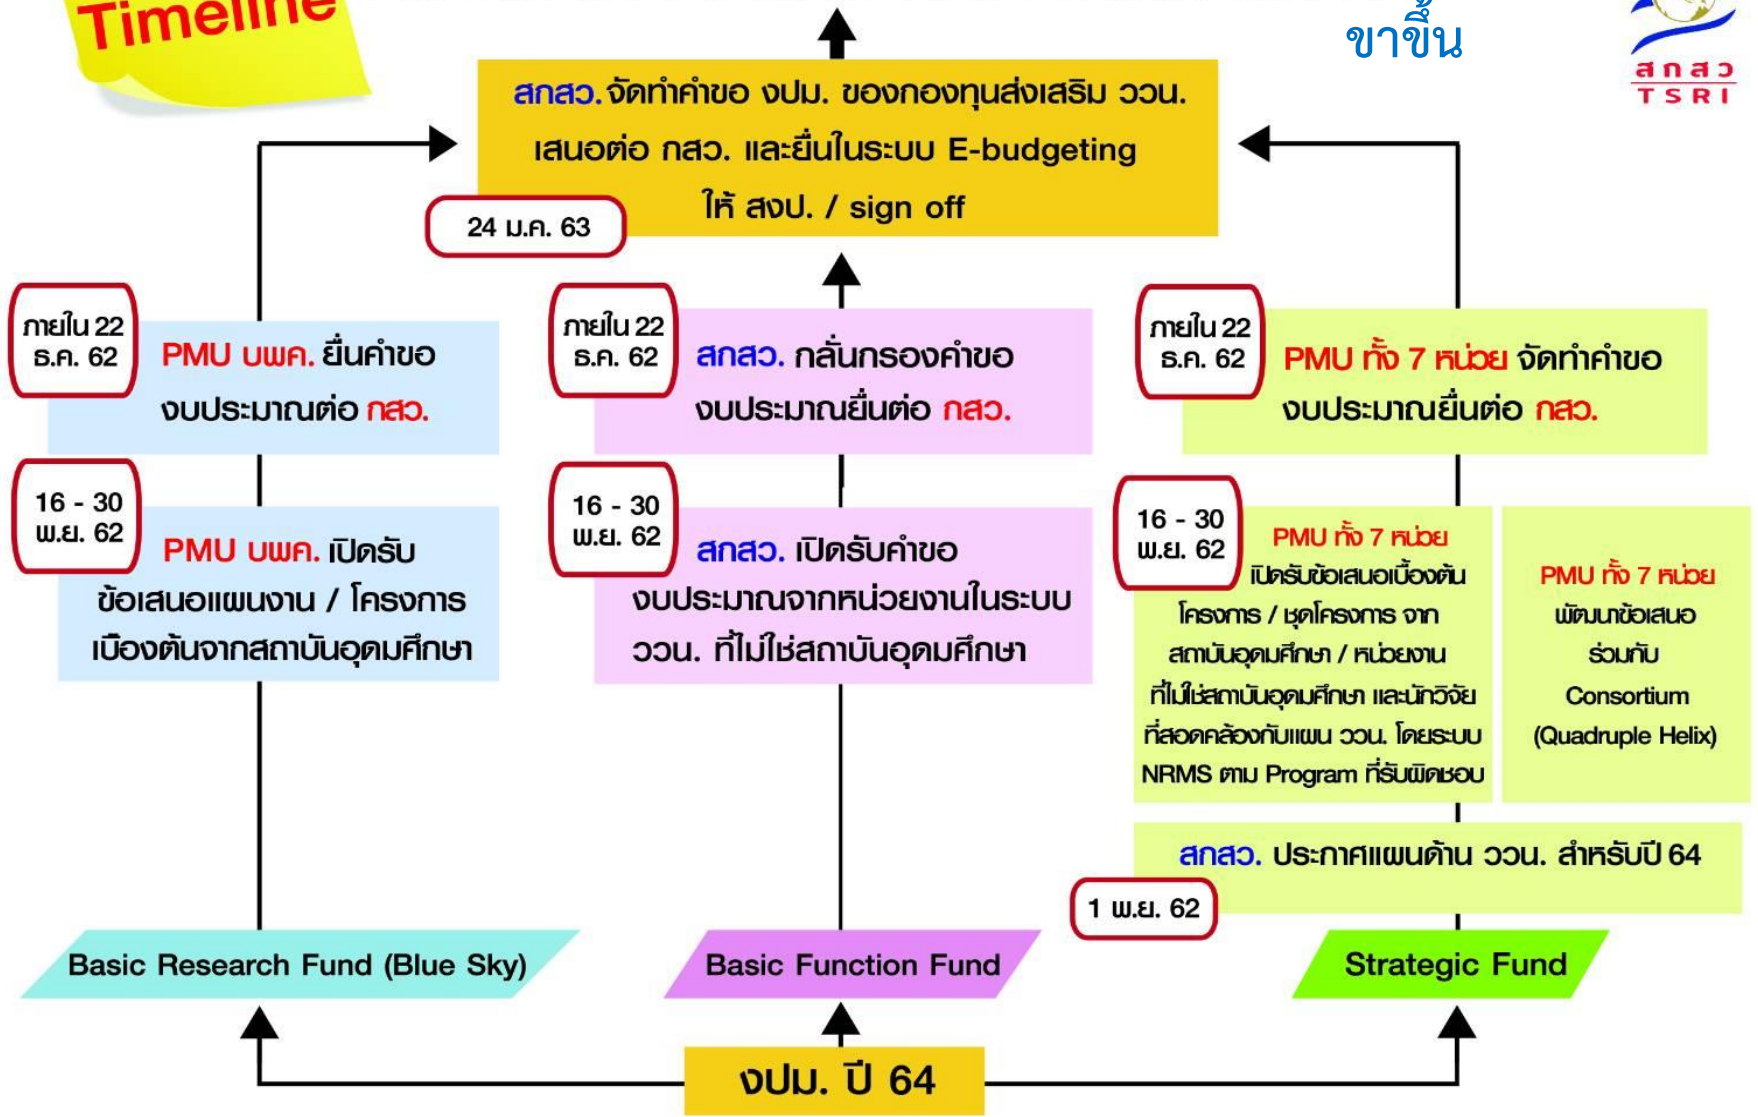 Timeline
ขาขึ้น
สกสว
TSRI
สกสว. จัดทำคำขอ งปม. ของกองทุนส่งเสริม ววน.
เสนอต่อ กสว. และยื่นในระบบ E-budgeting
ให้ สงป. / sign off
24 ม.ค. 63
ภายใน 22
ธ.ค. 62
PMU บพค. ยื่นคำขอ
งบประมาณต่อ กสว.
ภายใน 22
ธ.ค. 62
สกสว. กลั่นกรองคำขอ
งบประมาณยื่นต่อ กสว.
ภายใน 22
ธ.ค. 62
PMU ทั้ง 7 หน่วย จัดทำคำขอ
งบประมาณยื่นต่อ กสว.
16 - 30
พ.ย. 62
PMU บพค. เปิดรับ
ข้อเสนอแผนงาน / โครงการ
เบื้องต้นจากสถาบันอุดมศึกษา
16 - 30
พ.ย. 62
สกสว. เปิดรับคำขอ
งบประมาณจากหน่วยงานในระบบ
ววน. ที่ไม่ใช่สถาบันอุดมศึกษา
16 - 30
พ.ย. 62
PMU ทั้ง 7 หน่วย
เปิดรับข้อเสนอเบื้องต้น
โครงการ / ชุดโครงการ จาก
สถาบันอุดมศึกษา / หน่วยงาน
ที่ไม่ใช่สถาบันอุดมศึกษา และนักวิจัย
ที่สอดคล้องกับแผน ววน. โดยระบบ
NRMS ตาม Program ที่รับผิดชอบ
PMU ทั้ง 7 หน่วย
พัฒนาข้อเสนอ
ร่วมกับ
Consortium
(Quadruple Helix)
สกสว. ประกาศแผนด้าน ววน. สำหรับปี 64
1 พ.ย. 62
Basic Research Fund (Blue Sky)
Basic Function Fund
Strategic Fund
งปม. ปี 64